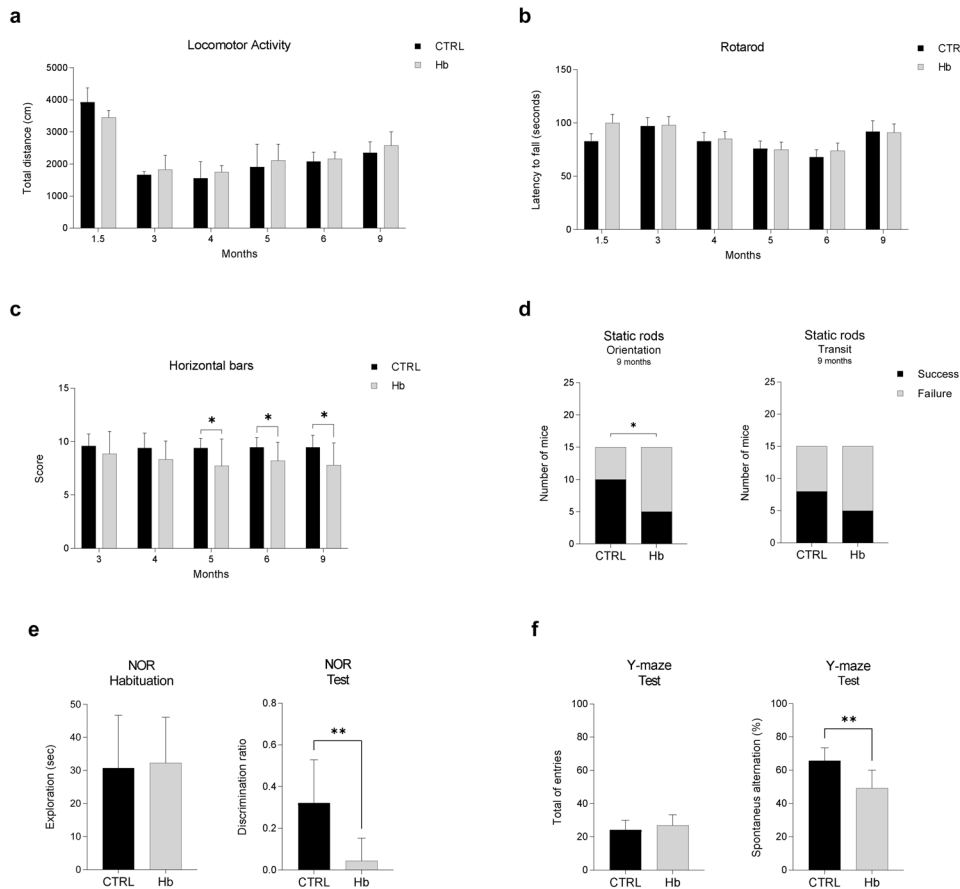 a
Locomotor Activity
CTRL
Hb
Total distance (cm)
5000
4000
3000
2000
1000
0
1.5 3 4 5 6 9
Months
b
Rotarod
CTR
Hb
Latency to fall (seconds)
150
100
50
0
1.5 3 4 5 6 9
Months
c
Horizontal bars
CTRL
Hb
Score
15
10
5
0
* * *
3 4 5 6 9
Months
d
Static rods
Orientation
9 months
Number of mice
25
20
15
10
5
0
*
CTRL Hb
Static rods
Transit
9 months
Success
Failure
Number of mice
25
20
15
10
5
0
CTRL Hb
e
NOR
Habituation
Exploration (sec)
50
40
30
20
10
0
CTRL Hb
NOR
Test
Discrimination ratio
0.8
0.6
0.4
0.2
0.0
**
CTRL Hb
f
Y-maze
Test
Total of entries
100
80
60
40
20
0
CTRL Hb
Y-maze
Test
Spontaneus alternation (%)
100
80
60
40
20
0
**
CTRL Hb